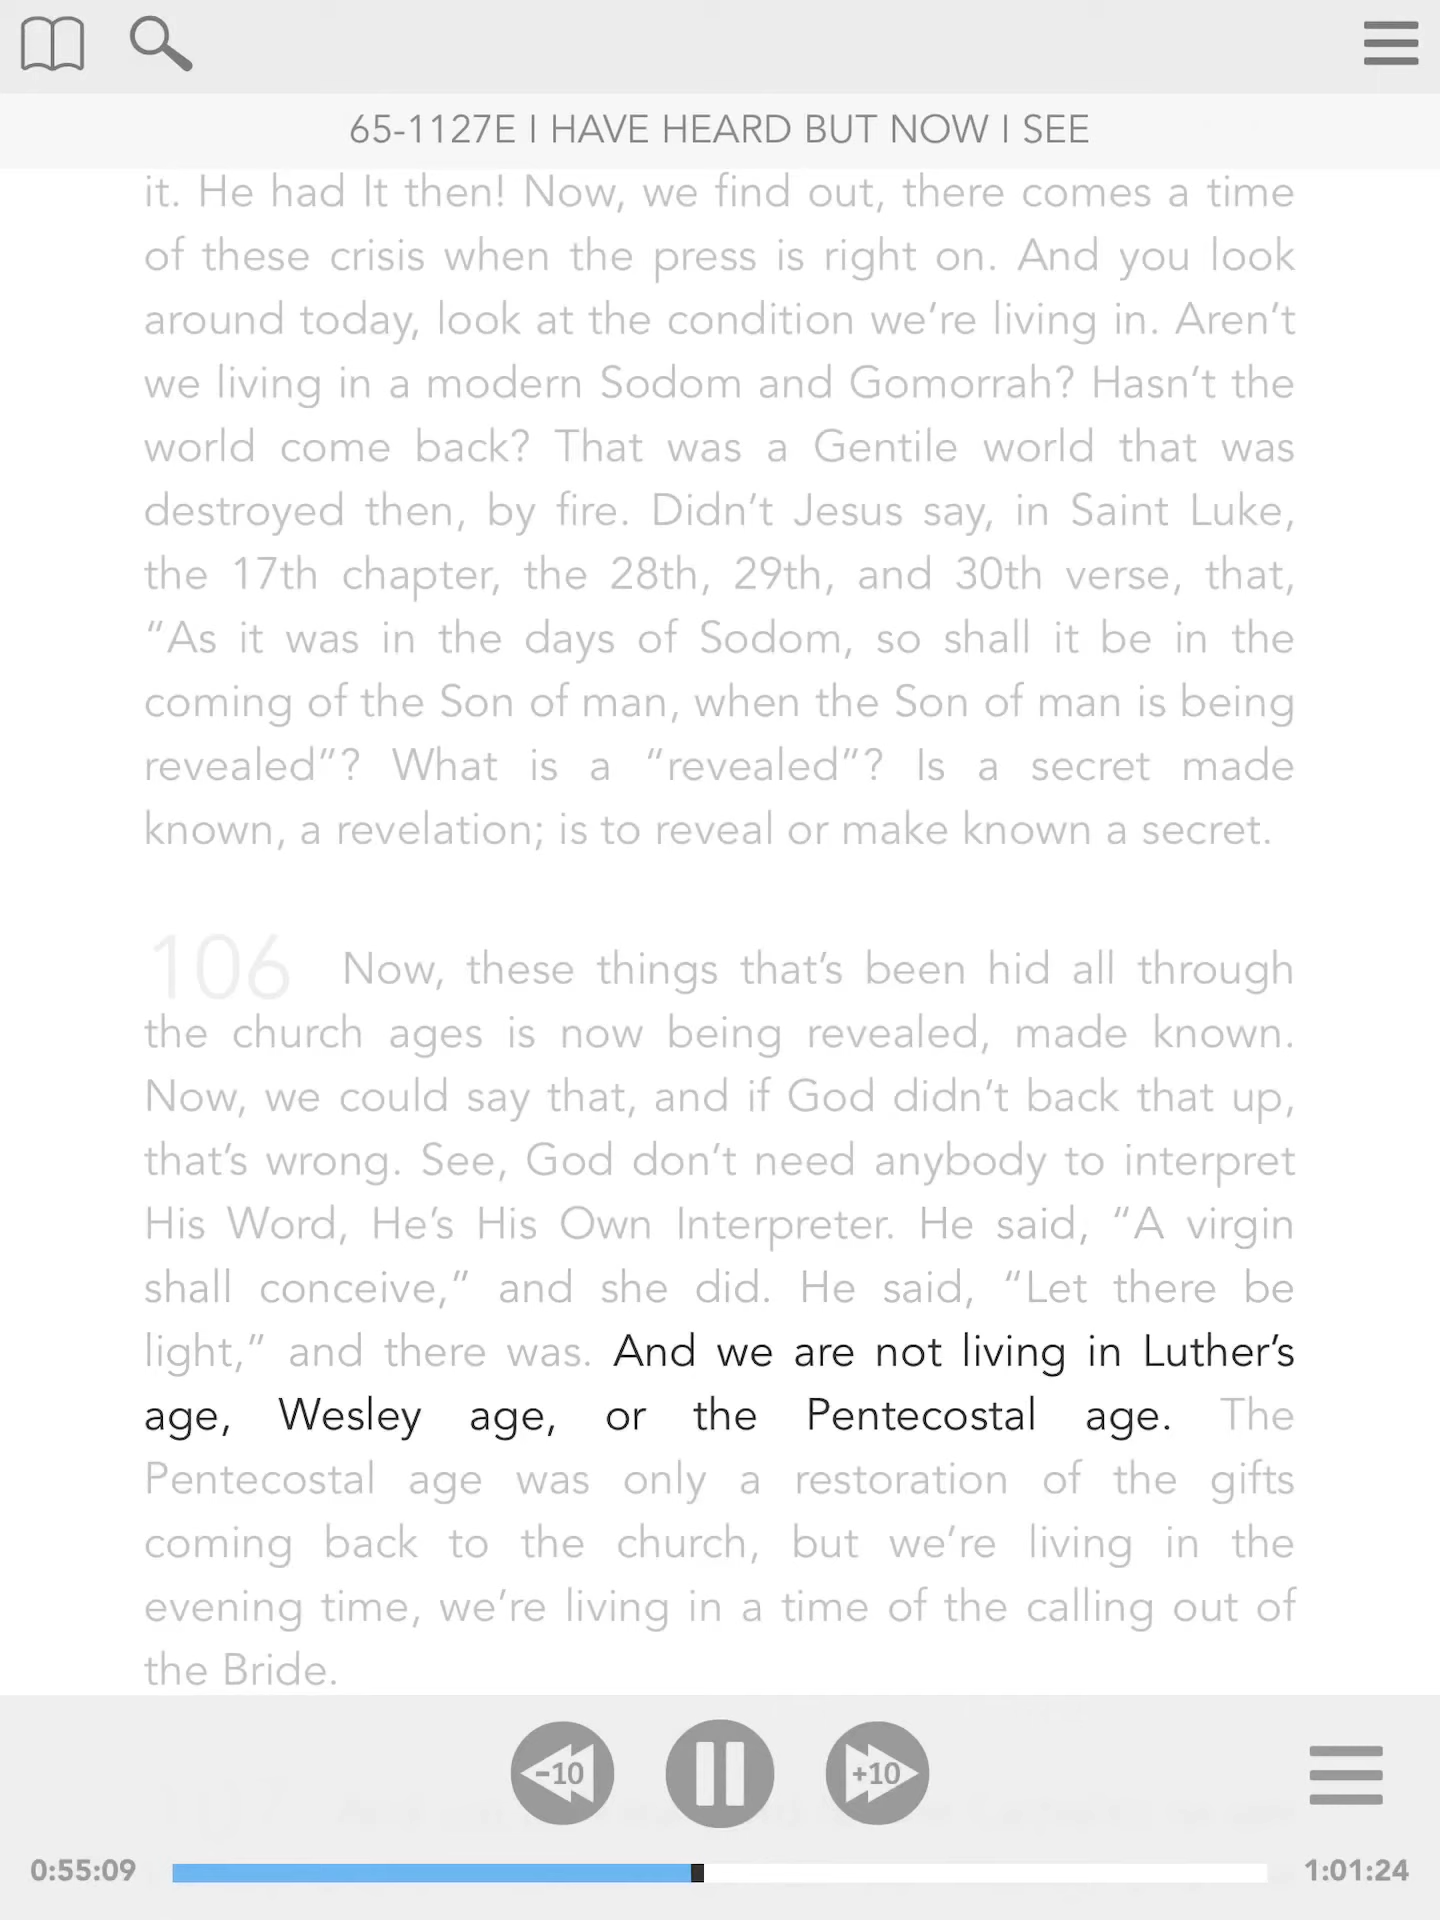 65-1127E I HAVE HEARD BUT NOW I SEE
it. He had It then! Now, we find out, there comes a time
of these crisis when the press is right on. And you look
around today, look at the condition we’re living in. Aren’t
we living in a modern Sodom and Gomorrah? Hasn’t the
world come back? That was a Gentile world that was
destroyed then, by fire. Didn’t Jesus say, in Saint Luke,
the 17th chapter, the 28th, 29th, and 30th verse, that,
“As it was in the days of Sodom, so shall it be in the
coming of the Son of man, when the Son of man is being
revealed”? What is a “revealed”? Is a secret made
known, a revelation; is to reveal or make known a secret.
106 Now, these things that’s been hid all through
the church ages is now being revealed, made known.
Now, we could say that, and if God didn’t back that up,
that’s wrong. See, God don’t need anybody to interpret
His Word, He’s His Own Interpreter. He said, “A virgin
shall conceive,” and she did. He said, “Let there be
light,” and there was. And we are not living in Luther’s
age, Wesley age, or the Pentecostal age. The
Pentecostal age was only a restoration of the gifts
coming back to the church, but we’re living in the
evening time, we’re living in a time of the calling out of
the Bride.
-10 +10
0:55:09 1:01:24